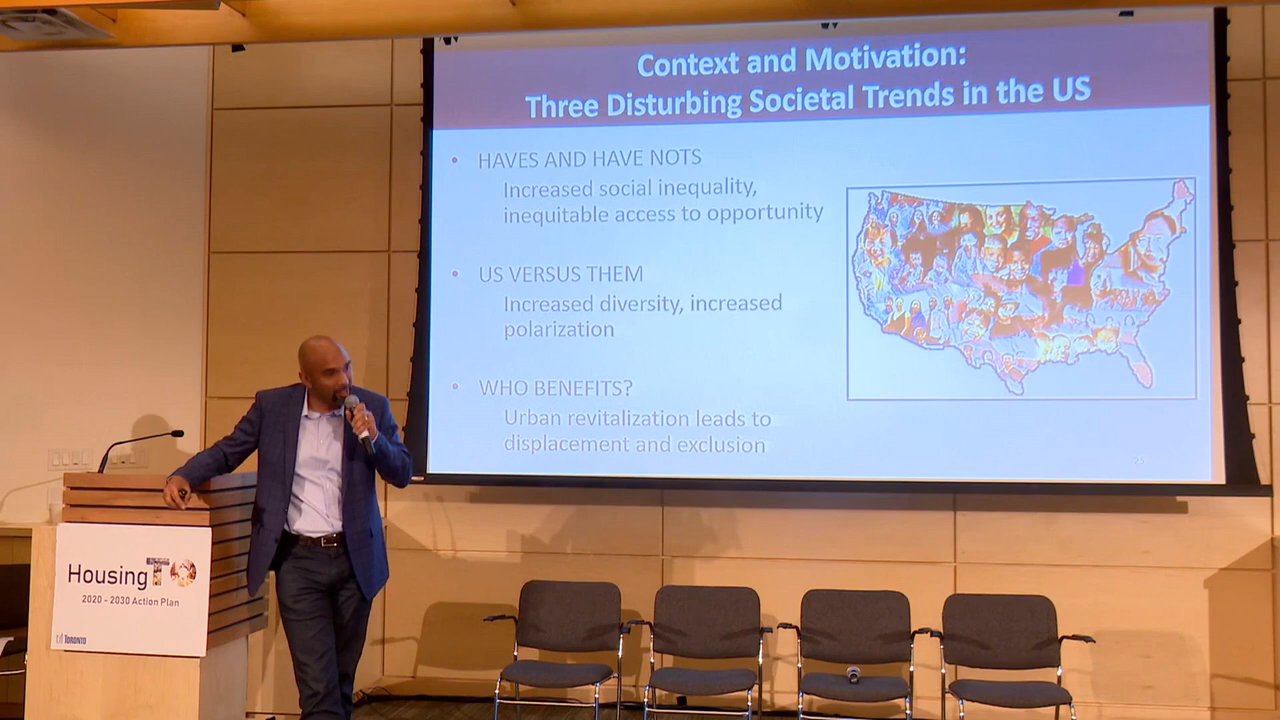 Context and Motivation:
Three Disturbing Societal Trends in the US
• HAVES AND HAVE NOTS
Increased social inequality,
inequitable access to opportunity
• US VERSUS THEM
Increased diversity, increased
polarization
• WHO BENEFITS?
Urban revitalization leads to
displacement and exclusion
HousingTO
2020 – 2030 Action Plan
TORONTO